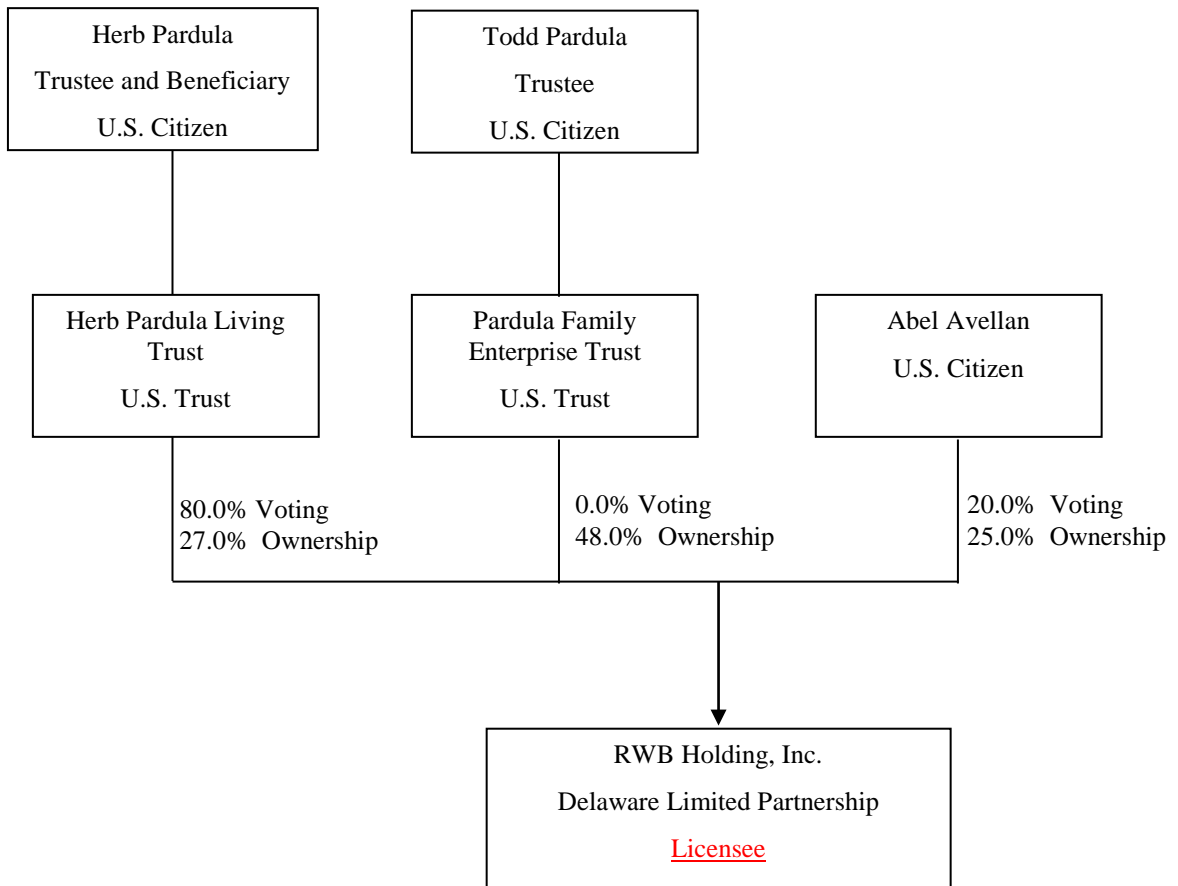 Herb Pardula
Trustee and Beneficiary
U.S. Citizen
Todd Pardula
Trustee
U.S. Citizen
Herb Pardula Living
Trust
U.S. Trust
Pardula Family
Enterprise Trust
U.S. Trust
Abel Avellan
U.S. Citizen
80.0% Voting
27.0% Ownership
0.0% Voting
48.0% Ownership
20.0% Voting
25.0% Ownership
RWB Holding, Inc.
Delaware Limited Partnership
Licensee